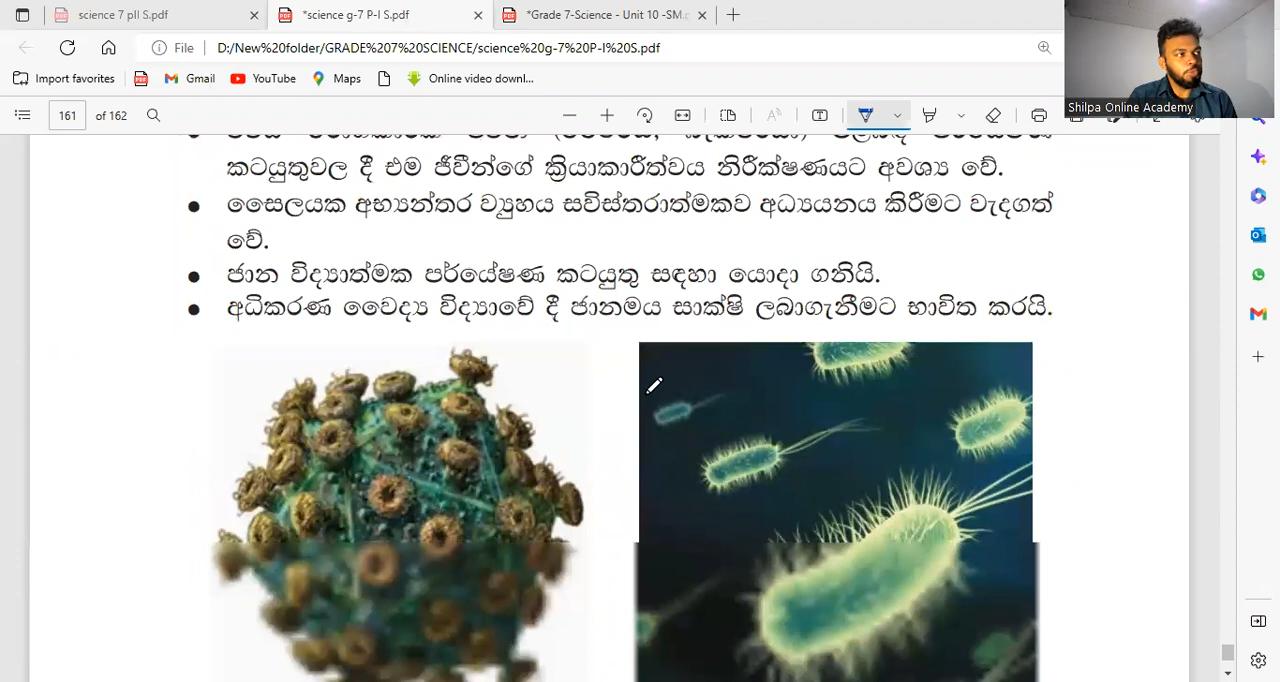 science 7 pII S.pdf
*science g-7 P-I S.pdf
*Grade 7-Science - Unit 10 -SM.p
File
D:/New%20folder/GRADE%207%20SCIENCE/science%20g-7%20P-I%20S.pdf
Import favorites
Gmail
YouTube
Maps
Online video downl...
Shilpa Online Academy
161 of 162
කටයුතුවල දී එම ජීවීන්ගේ ක්‍රියාකාරීත්වය නිරීක්ෂණයට අවශ්‍ය වේ.
● සෛලයක අභ්‍යන්තර ව්‍යුහය සවිස්තරාත්මකව අධ්‍යයනය කිරීමට වැදගත්
වේ.
● ජාන විද්‍යාත්මක පර්යේෂණ කටයුතු සඳහා යොදා ගනියි.
● අධිකරණ වෛද්‍ය විද්‍යාවේ දී ජානමය සාක්ෂි ලබාගැනීමට භාවිත කරයි.